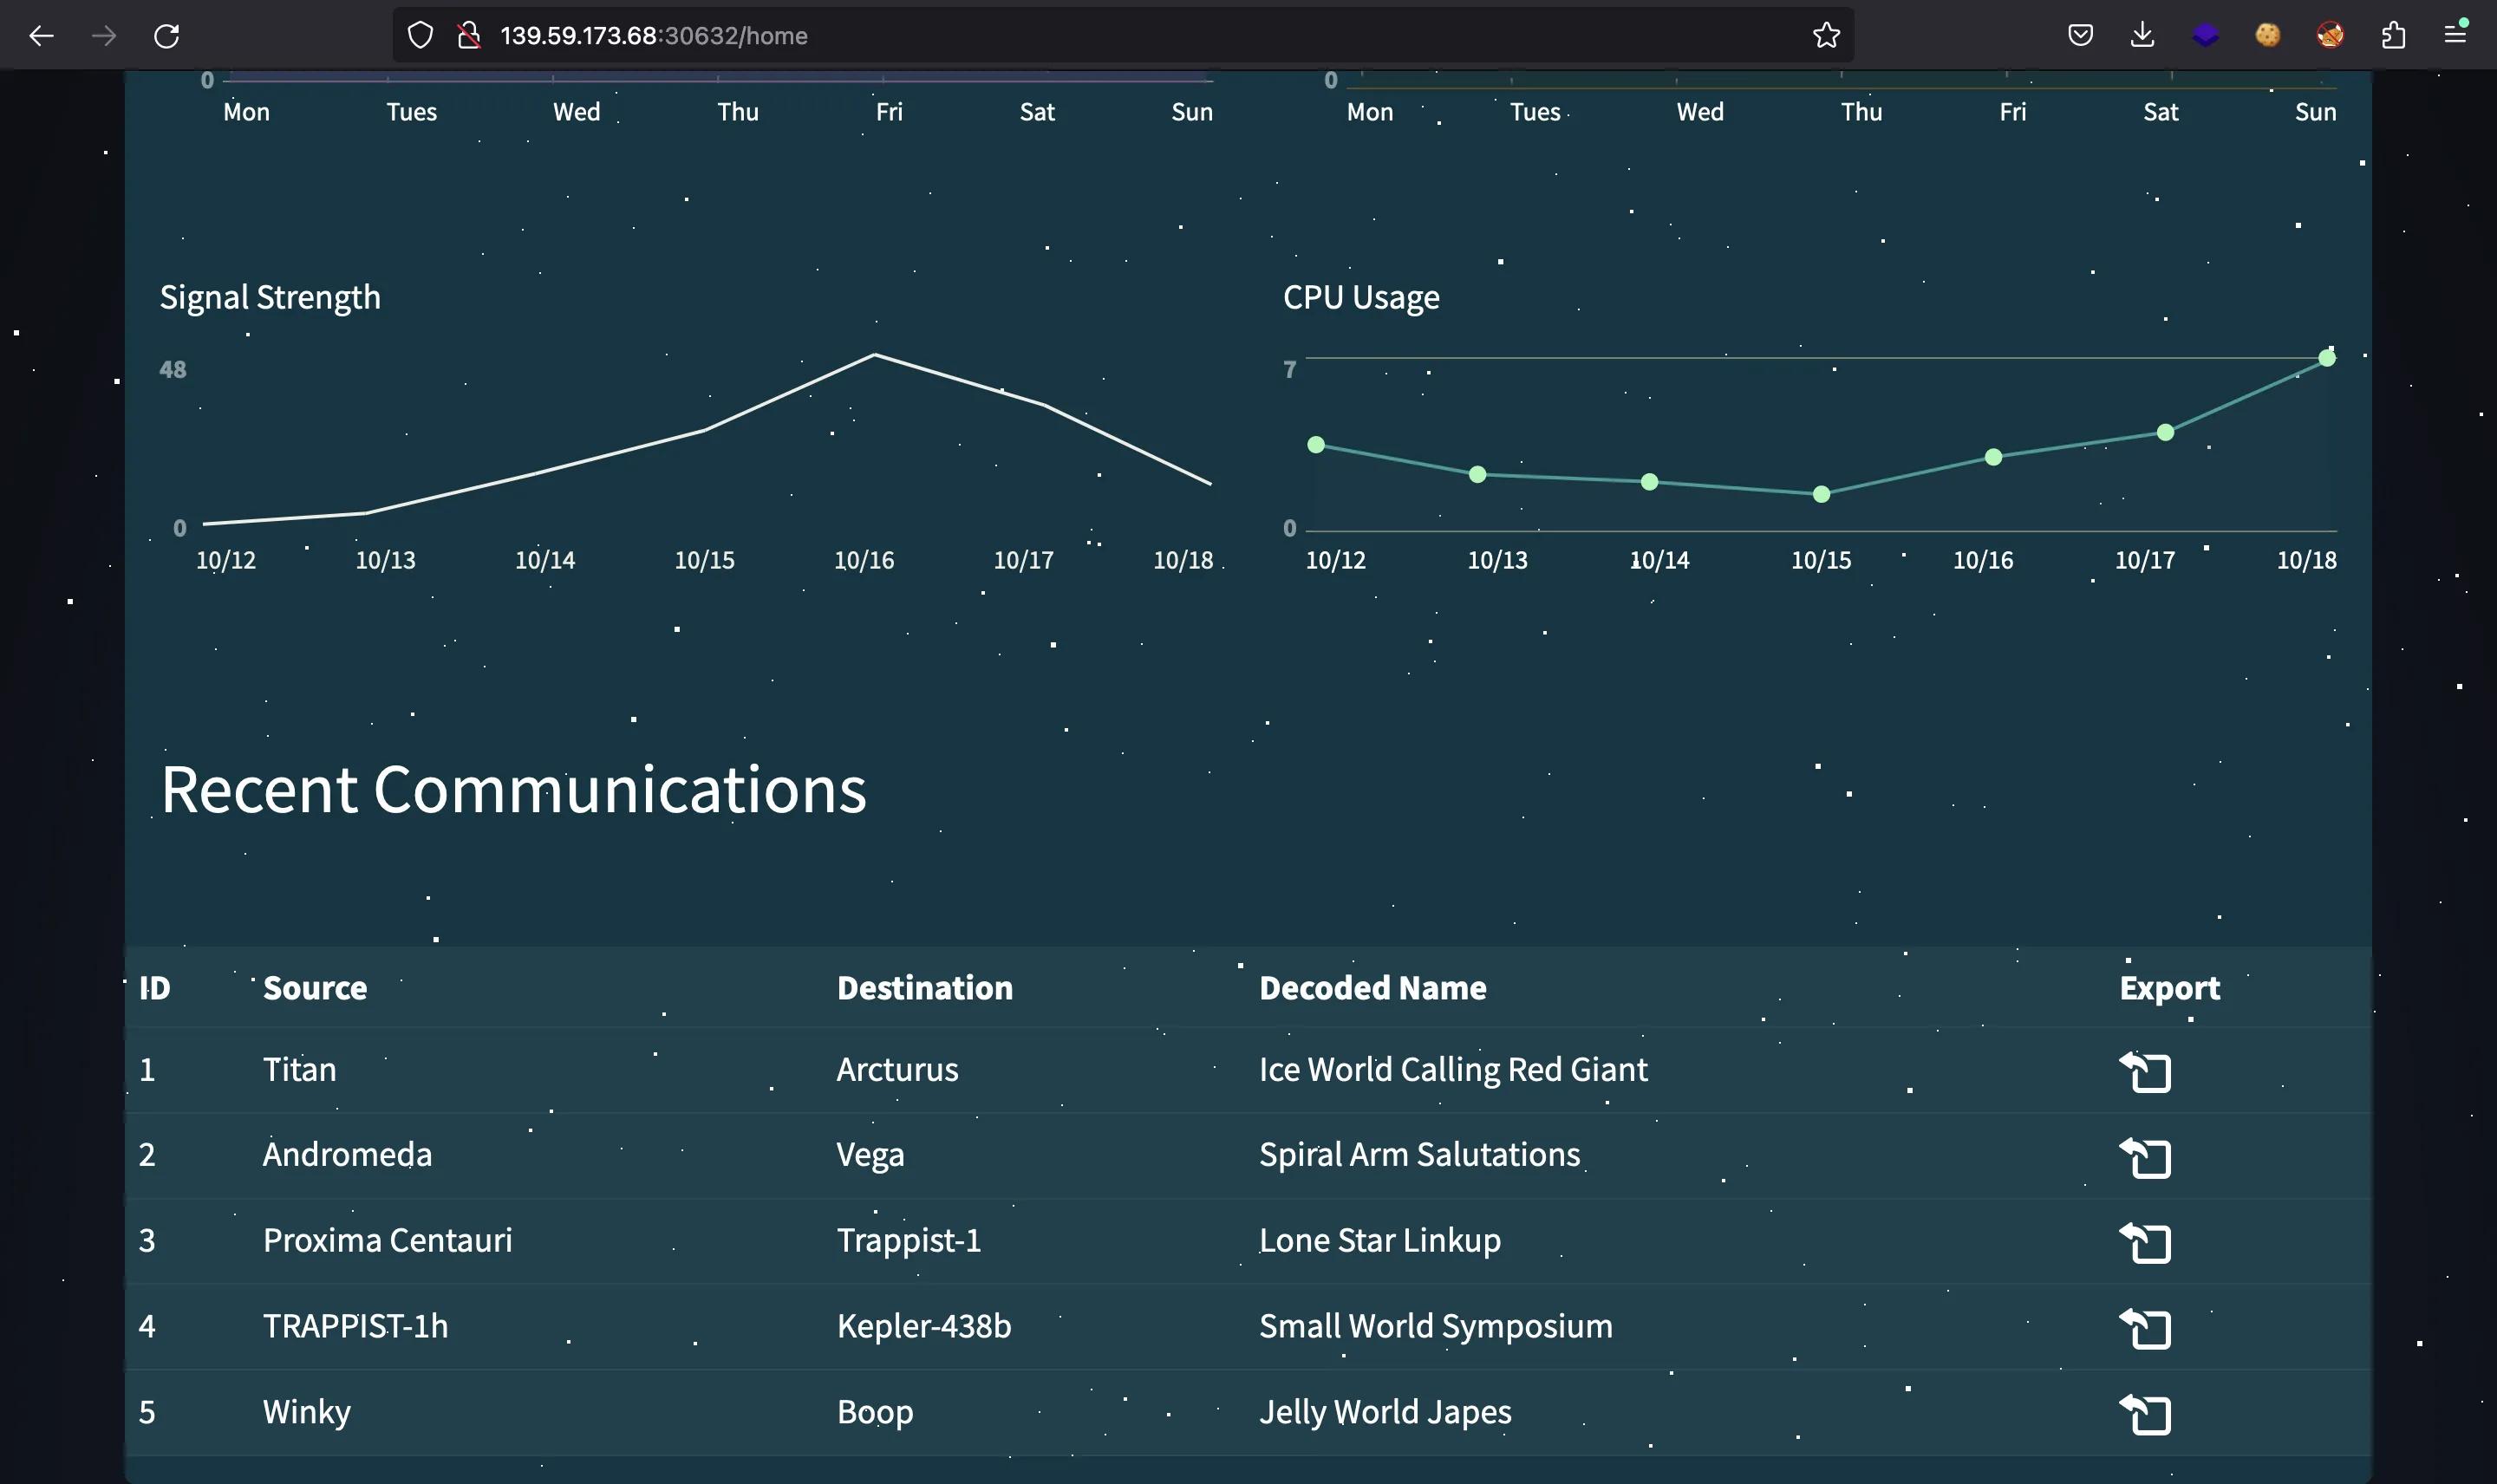 139.59.173.68:30632/home
0 0
Mon Tues Wed Thu Fri Sat Sun Mon Tues Wed Thu Fri Sat Sun
Signal Strength CPU Usage
48 7
0 0
10/12 10/13 10/14 10/15 10/16 10/17 10/18 10/12 10/13 10/14 10/15 10/16 10/17 10/18
Recent Communications
ID Source Destination Decoded Name Export
1 Titan Arcturus Ice World Calling Red Giant
2 Andromeda Vega Spiral Arm Salutations
3 Proxima Centauri Trappist-1 Lone Star Linkup
4 TRAPPIST-1h Kepler-438b Small World Symposium
5 Winky Boop Jelly World Japes